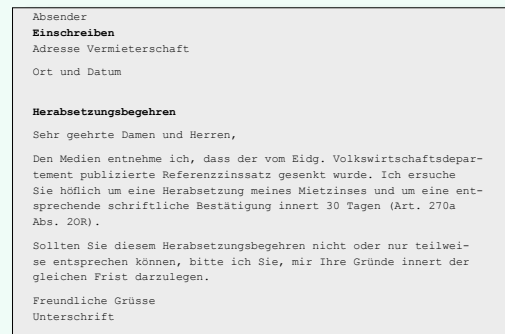 Absender
Einschreiben
Adresse Vermieterschaft
Ort und Datum
Herabsetzungsbegehren
Sehr geehrte Damen und Herren,
Den Medien entnehme ich, dass der vom Eidg. Volkswirtschaftsdepar-
tement publizierte Referenzzinssatz gesenkt wurde. Ich ersuche
Sie höflich um eine Herabsetzung meines Mietzinses und um eine ent-
sprechende schriftliche Bestätigung innert 30 Tagen (Art. 270a
Abs. 2OR).
Sollten Sie diesem Herabsetzungsbegehren nicht oder nur teilwei-
se entsprechen können, bitte ich Sie, mir Ihre Gründe innert der
gleichen Frist darzulegen.
Freundliche Grüsse
Unterschrift